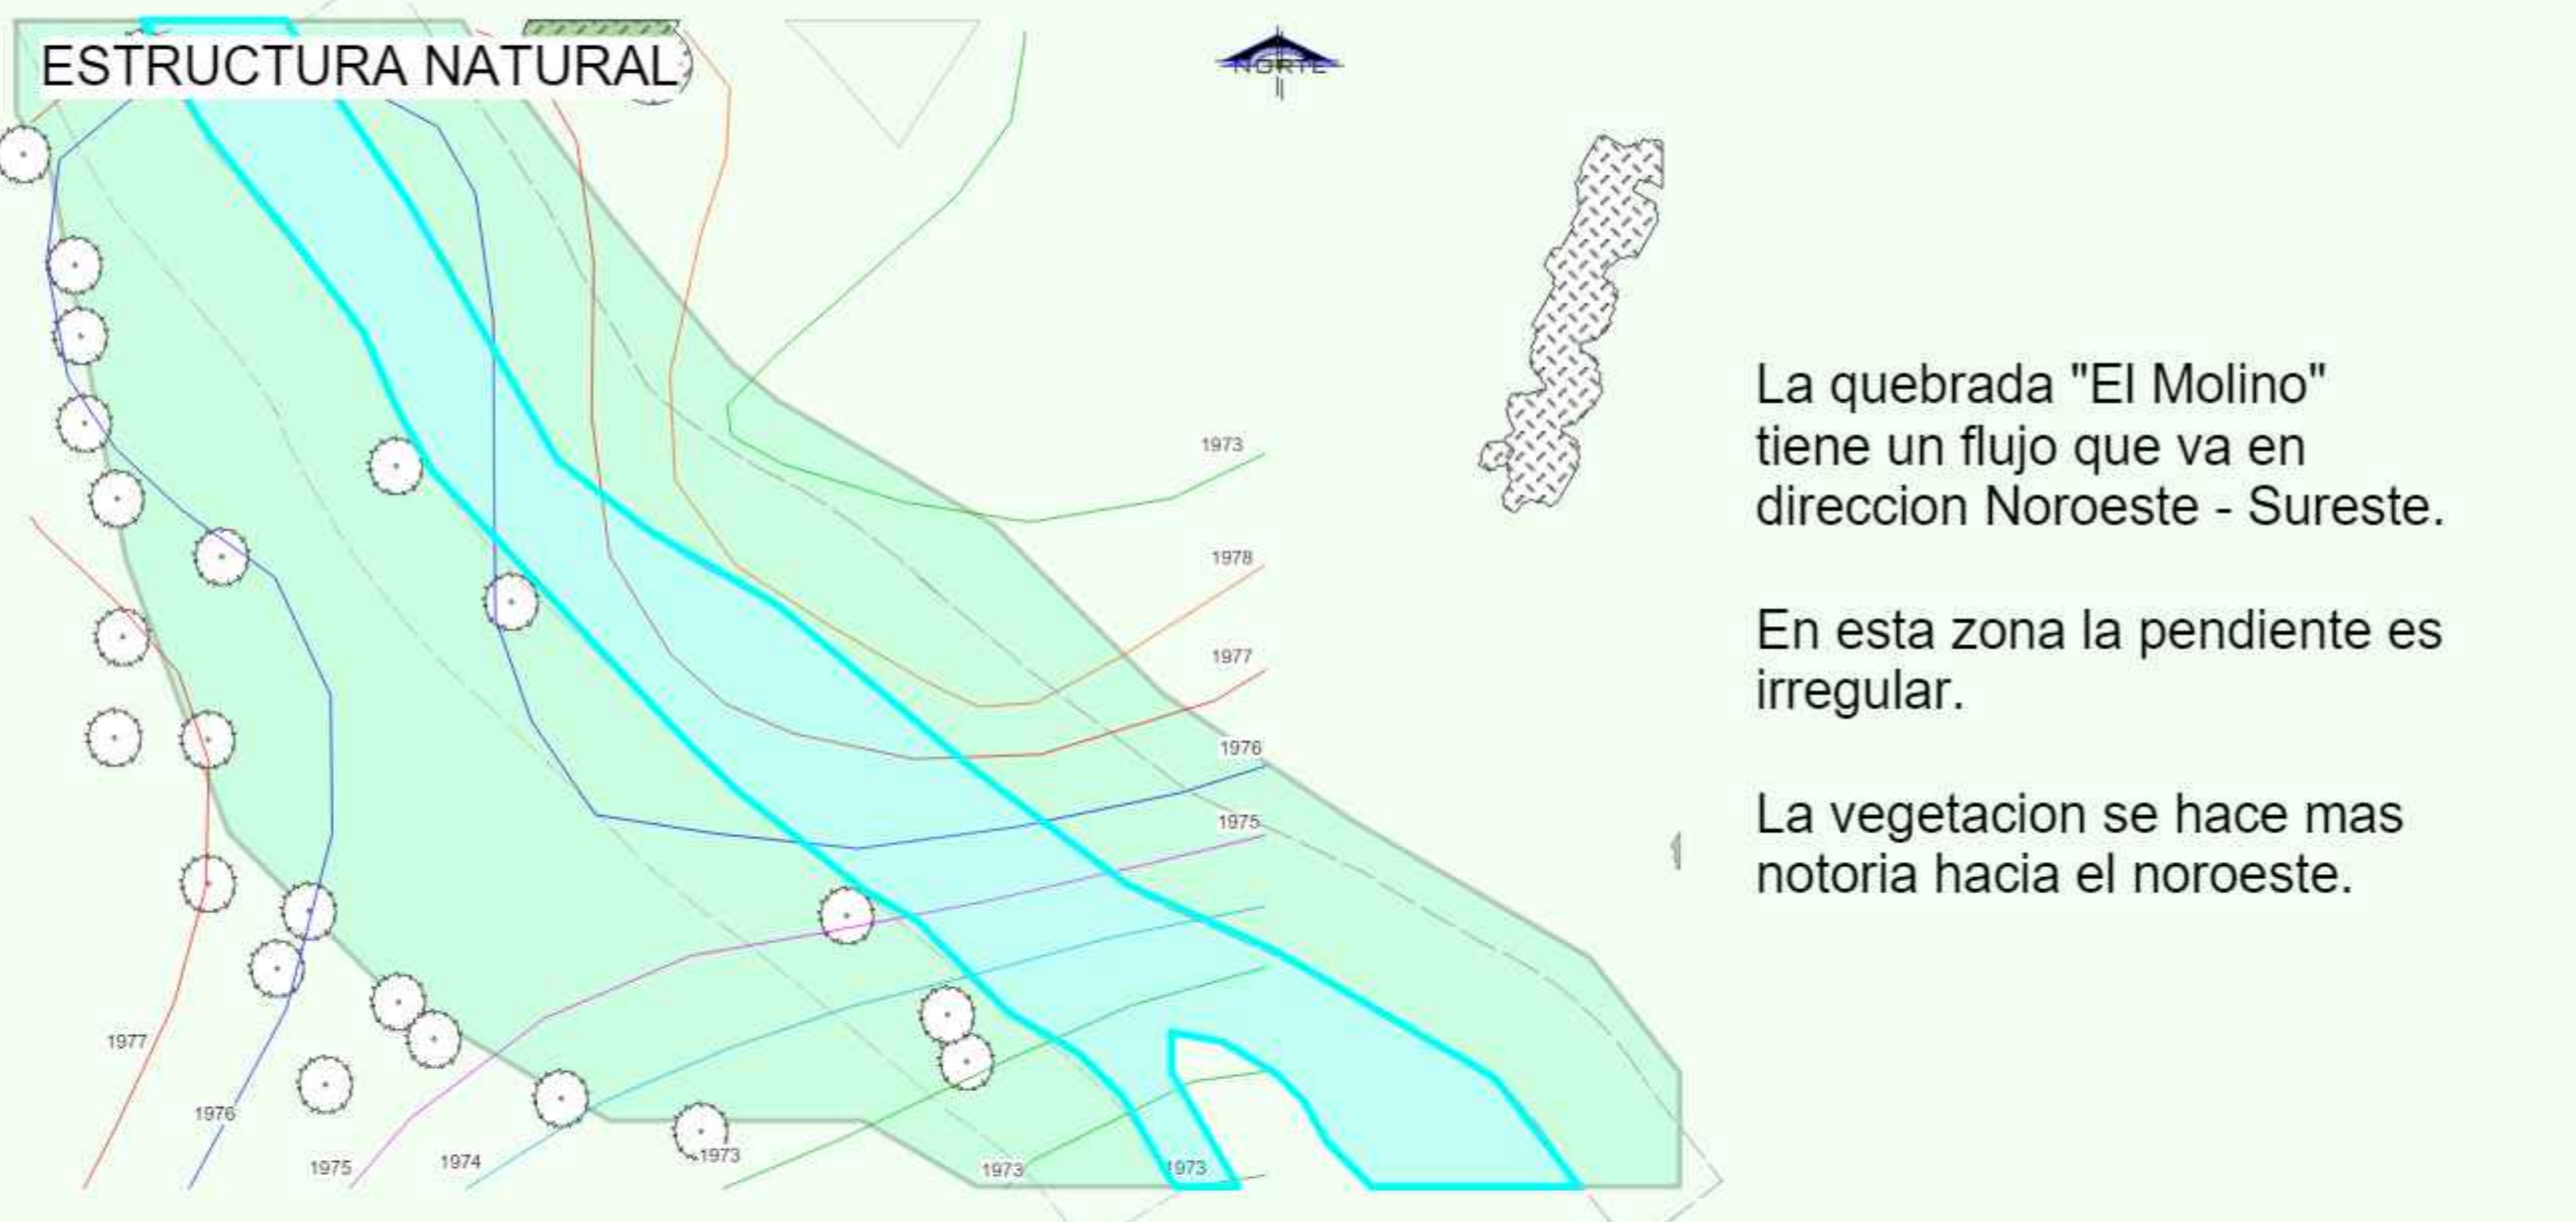 ESTRUCTURA NATURAL
NORTE
La quebrada "El Molino"
tiene un flujo que va en
direccion Noroeste - Sureste.
En esta zona la pendiente es
irregular.
La vegetacion se hace mas
notoria hacia el noroeste.
1973
1978
1977
1976
1975
1977
1976
1975
1974
1973
1973
1973